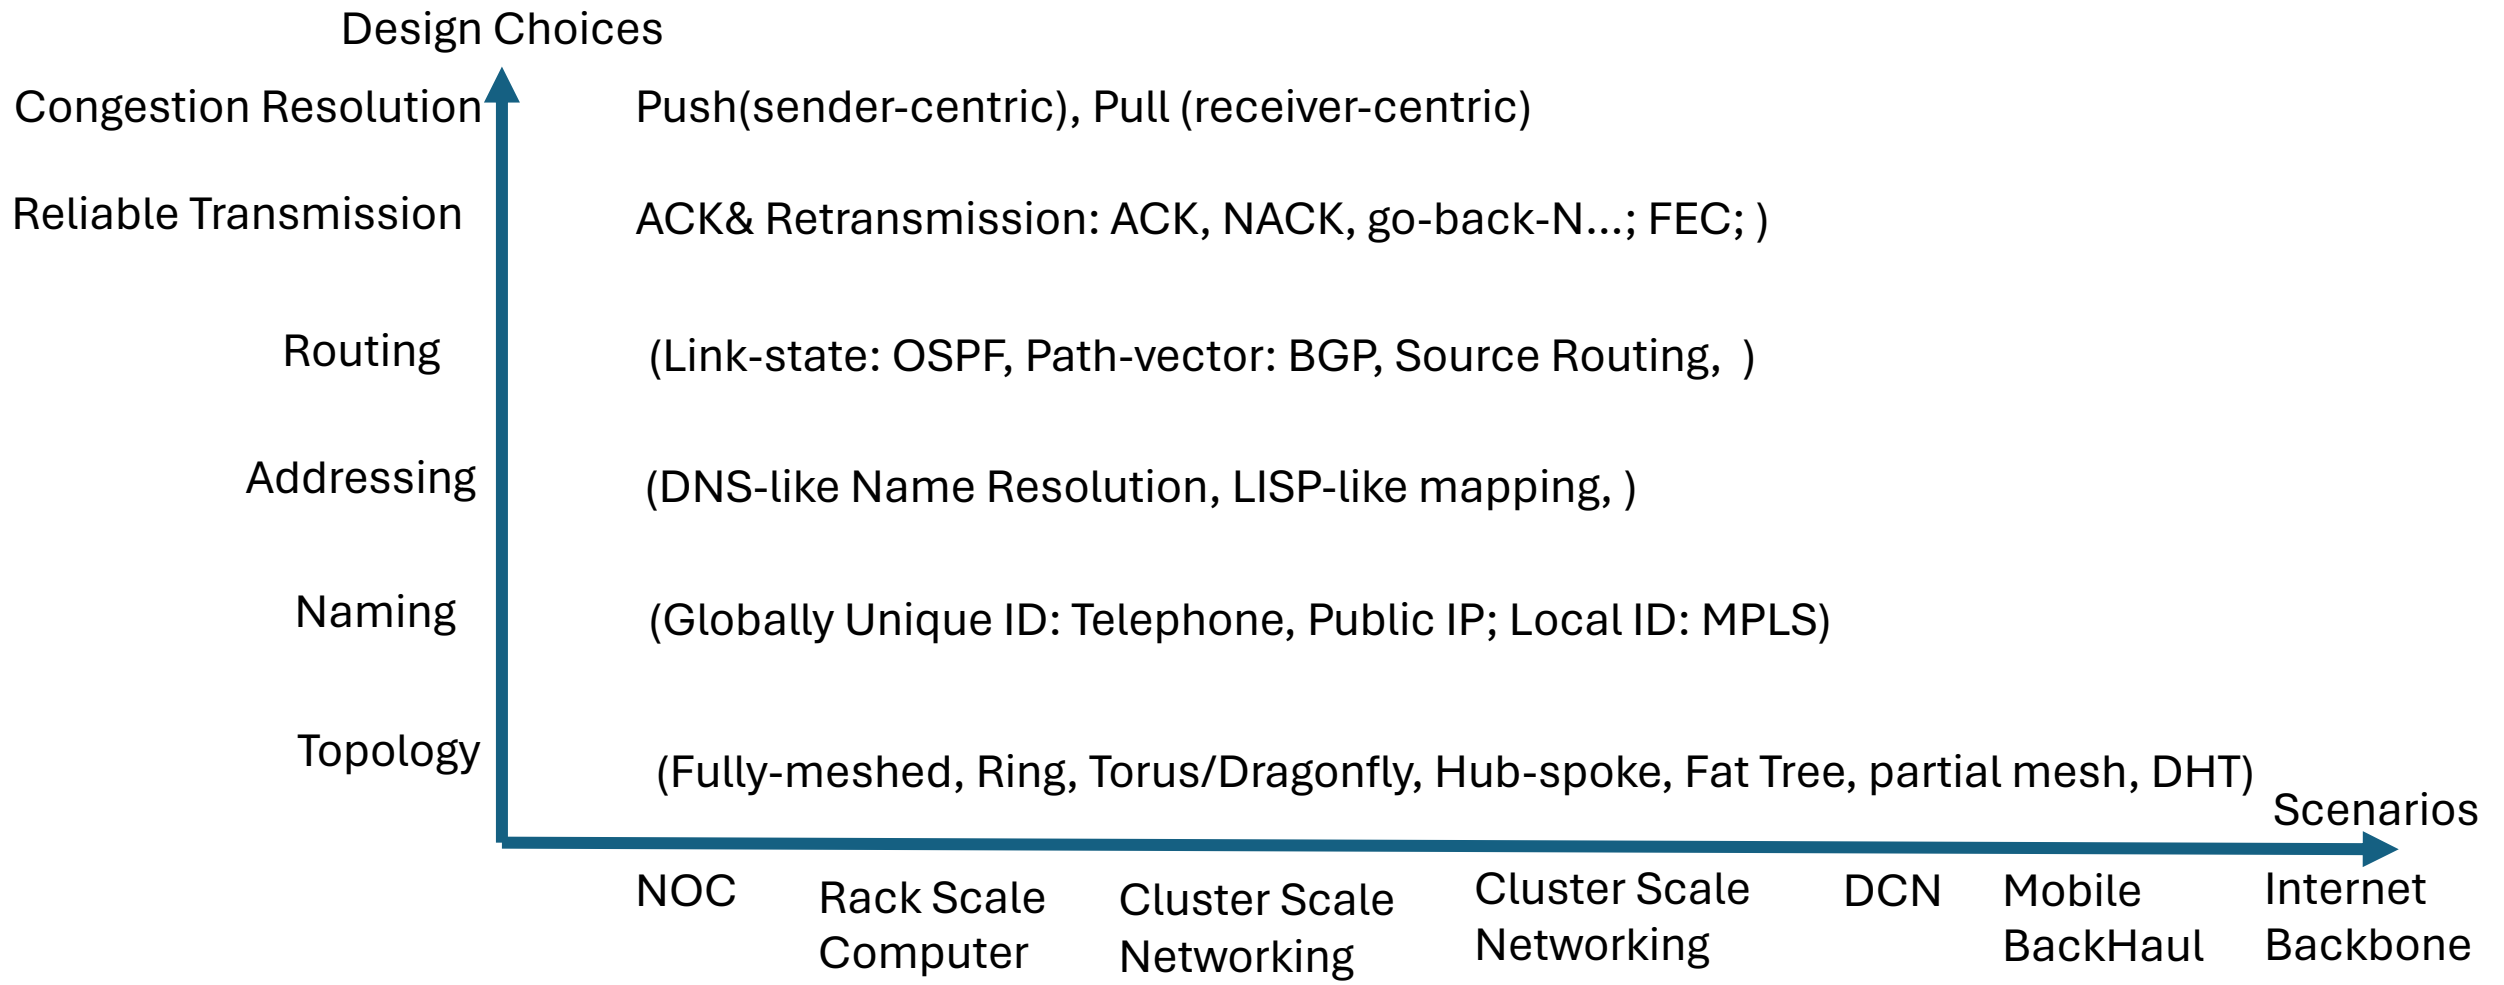 Design Choices
Congestion Resolution
Push(sender-centric), Pull (receiver-centric)
Reliable Transmission
ACK& Retransmission: ACK, NACK, go-back-N...; FEC; )
Routing
(Link-state: OSPF, Path-vector: BGP, Source Routing,  )
Addressing
(DNS-like Name Resolution, LISP-like mapping, )
Naming
(Globally Unique ID: Telephone, Public IP; Local ID: MPLS)
Topology
(Fully-meshed, Ring, Torus/Dragonfly, Hub-spoke, Fat Tree, partial mesh, DHT)
Scenarios
NOC
Rack Scale
Computer
Cluster Scale
Networking
Cluster Scale
Networking
DCN
Mobile
BackHaul
Internet
Backbone